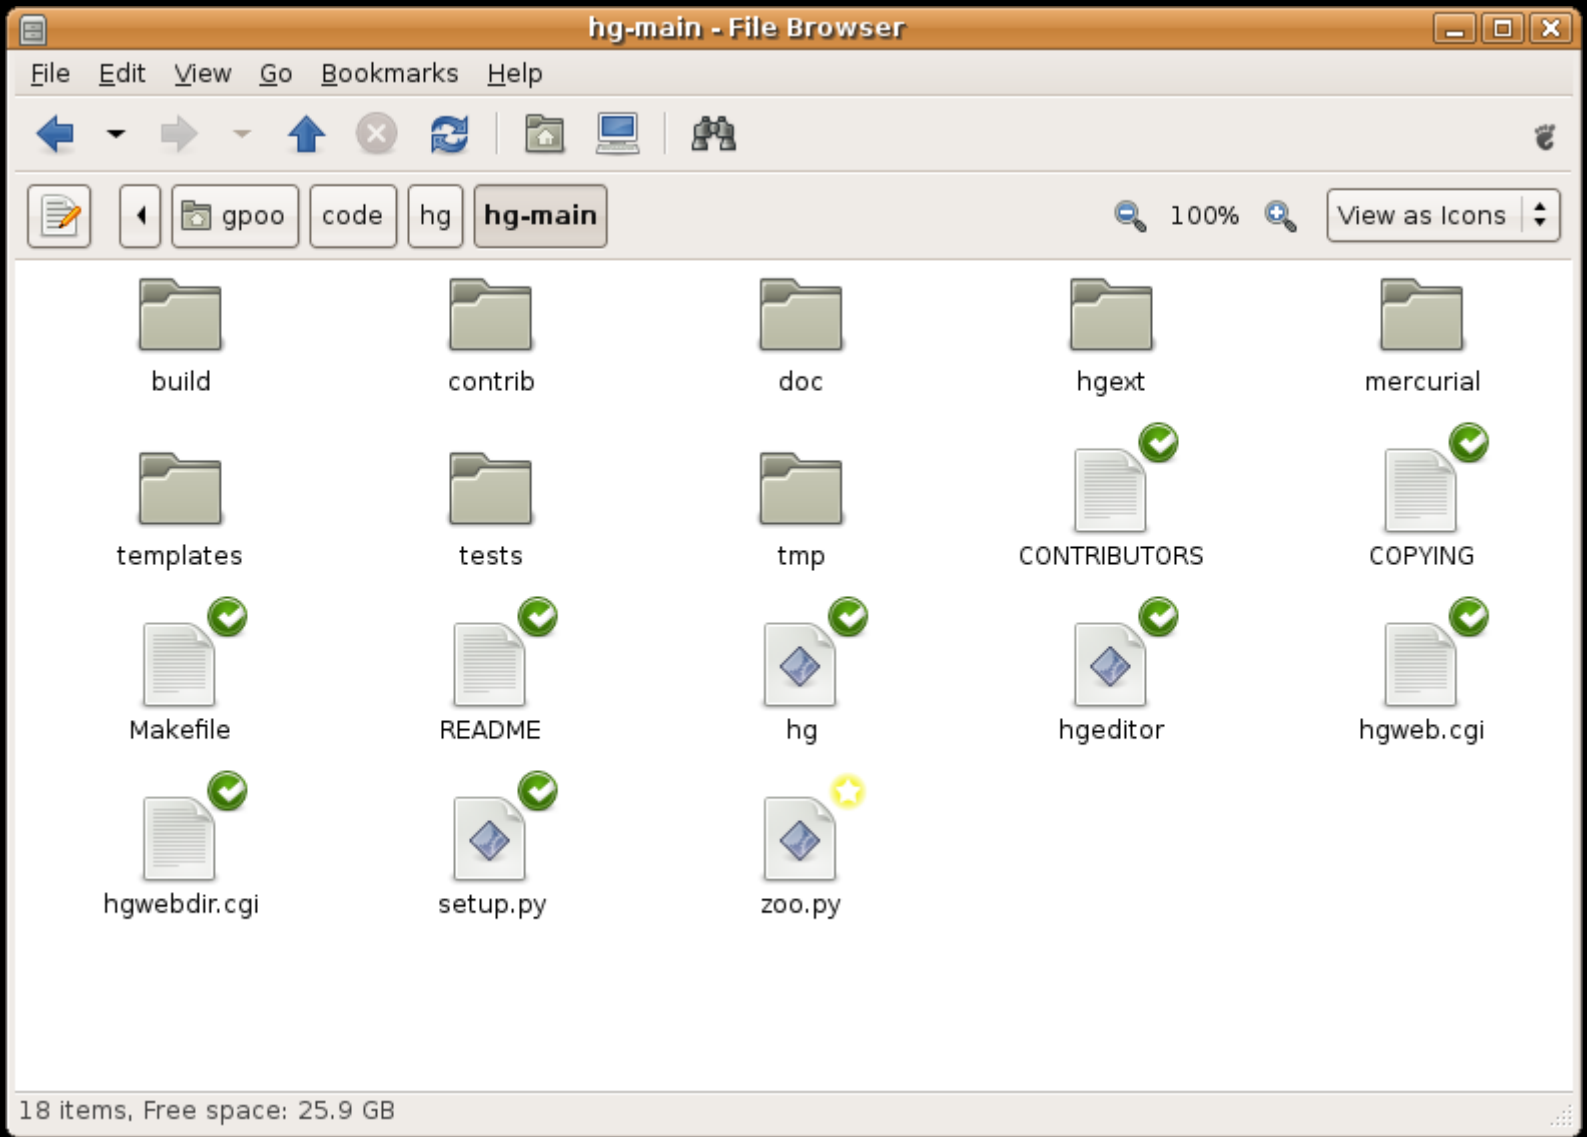 hg-main - File Browser
File Edit View Go Bookmarks Help
gpoo code hg hg-main 100% View as Icons
build contrib doc hgext mercurial
templates tests tmp CONTRIBUTORS COPYING
Makefile README hg hgeditor hgweb.cgi
hgwebdir.cgi setup.py zoo.py
18 items, Free space: 25.9 GB